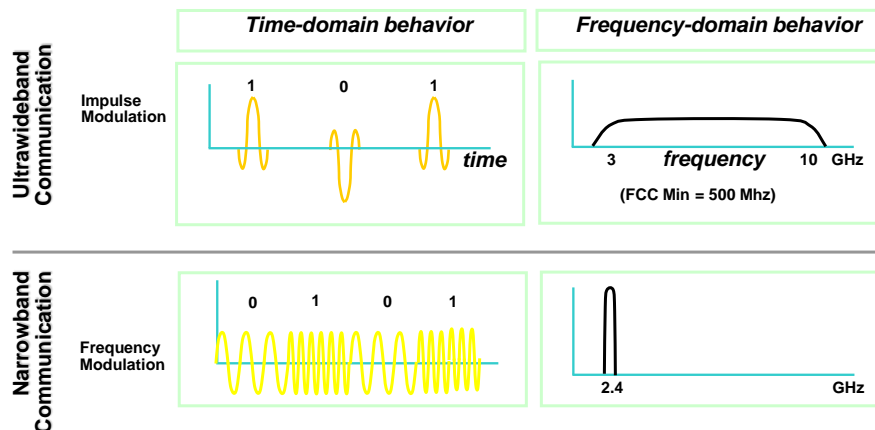 Time-domain behavior
Frequency-domain behavior
Ultrawideband
Communication
Impulse
Modulation
1 0 1
time
3 frequency 10 GHz
(FCC Min = 500 Mhz)
Narrowband
Communication
Frequency
Modulation
0 1 0 1
2.4 GHz